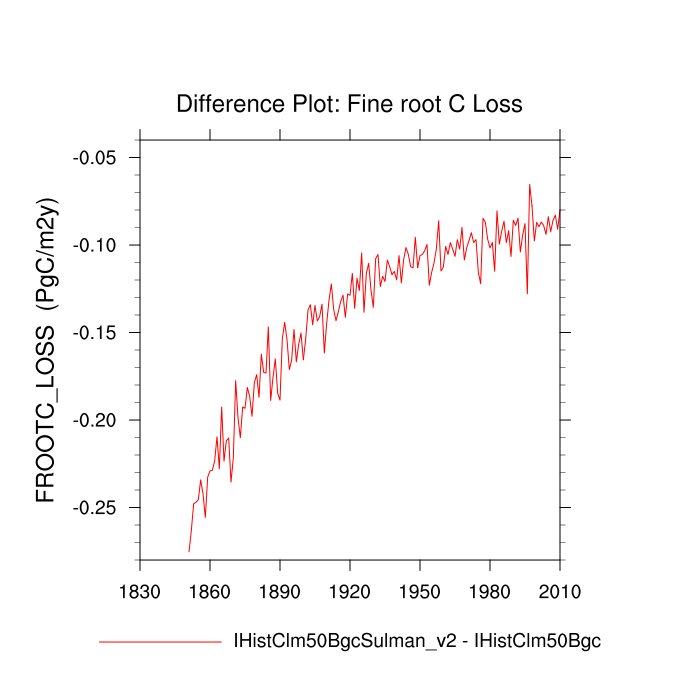 Difference Plot: Fine root C Loss
FROOTC_LOSS (PgC/m2y)
-0.05
-0.10
-0.15
-0.20
-0.25
1830 1860 1890 1920 1950 1980 2010
IHistClm50BgcSulman_v2 - IHistClm50Bgc